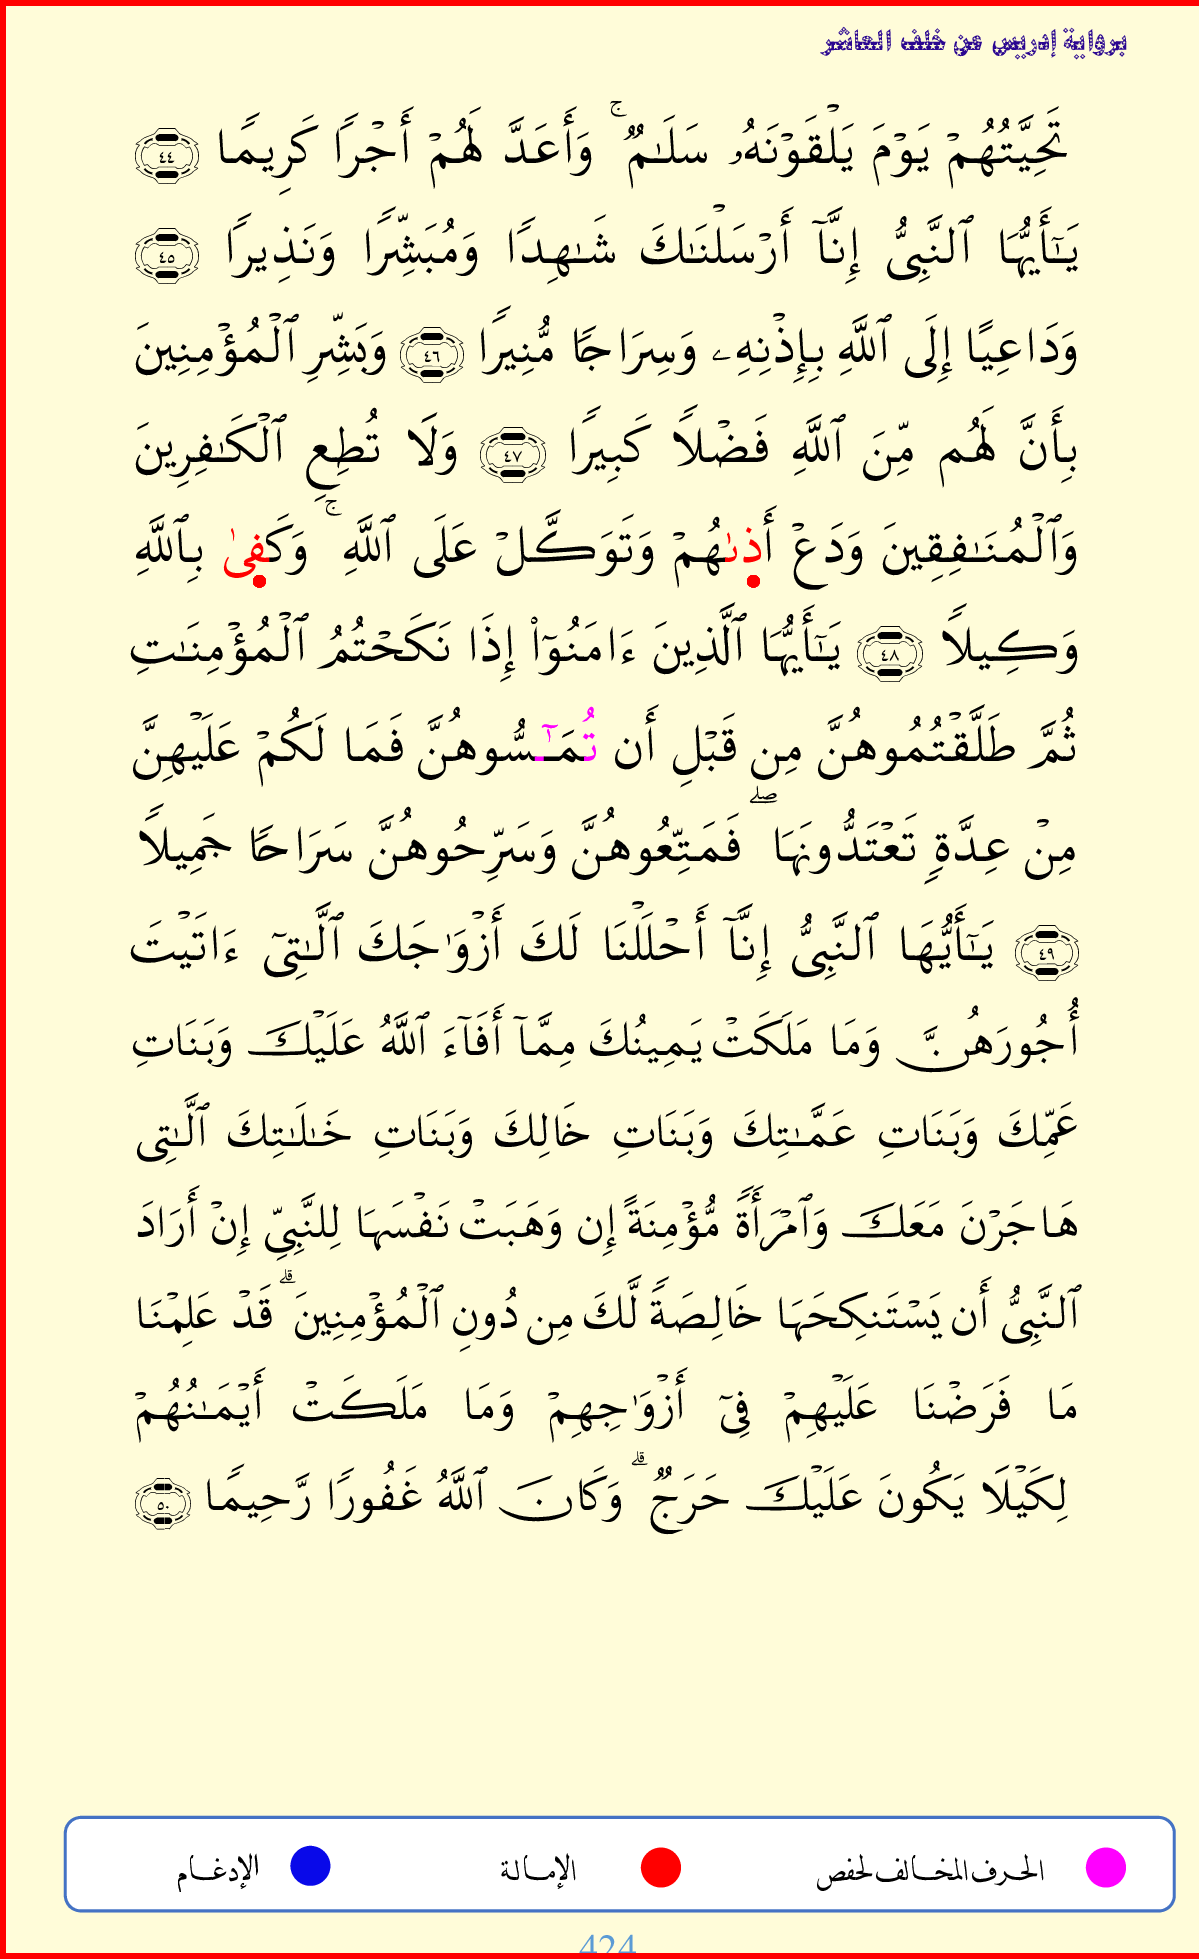 برواية إدريس عن خلف العاشر
تَحِيَّتُهُمْ يَوْمَ يَلْقَوْنَهُۥ سَلَٰمٌۚ وَأَعَدَّ لَهُمْ أَجْرًا كَرِيمًا ٤٤
يَٰٓأَيُّهَا ٱلنَّبِىُّ إِنَّآ أَرْسَلْنَٰكَ شَٰهِدًا وَمُبَشِّرًا وَنَذِيرًا ٤٥
وَدَاعِيًا إِلَى ٱللَّهِ بِإِذْنِهِۦ وَسِرَاجًا مُّنِيرًا ٤٦ وَبَشِّرِ ٱلْمُؤْمِنِينَ
بِأَنَّ لَهُم مِّنَ ٱللَّهِ فَضْلًا كَبِيرًا ٤٧ وَلَا تُطِعِ ٱلْكَٰفِرِينَ
وَٱلْمُنَٰفِقِينَ وَدَعْ أَذىٰهُمْ وَتَوَكَّلْ عَلَى ٱللَّهِۚ وَكَفىٰ بِٱللَّهِ
وَكِيلًا ٤٨ يَٰٓأَيُّهَا ٱلَّذِينَ ءَامَنُوٓا۟ إِذَا نَكَحْتُمُ ٱلْمُؤْمِنَٰتِ
ثُمَّ طَلَّقْتُمُوهُنَّ مِن قَبْلِ أَن تُمَٰٓسُّوهُنَّ فَمَا لَكُمْ عَلَيْهِنَّ
مِنْ عِدَّةٍ تَعْتَدُّونَهَاۖ فَمَتِّعُوهُنَّ وَسَرِّحُوهُنَّ سَرَاحًا جَمِيلًا
٤٩ يَٰٓأَيُّهَا ٱلنَّبِىُّ إِنَّآ أَحْلَلْنَا لَكَ أَزْوَٰجَكَ ٱلَّٰتِىٓ ءَاتَيْتَ
أُجُورَهُنَّ وَمَا مَلَكَتْ يَمِينُكَ مِمَّآ أَفَآءَ ٱللَّهُ عَلَيْكَ وَبَنَاتِ
عَمِّكَ وَبَنَاتِ عَمَّٰتِكَ وَبَنَاتِ خَالِكَ وَبَنَاتِ خَٰلَٰتِكَ ٱلَّٰتِى
هَاجَرْنَ مَعَكَ وَٱمْرَأَةً مُّؤْمِنَةً إِن وَهَبَتْ نَفْسَهَا لِلنَّبِىِّ إِنْ أَرَادَ
ٱلنَّبِىُّ أَن يَسْتَنكِحَهَا خَالِصَةً لَّكَ مِن دُونِ ٱلْمُؤْمِنِينَۗ قَدْ عَلِمْنَا
مَا فَرَضْنَا عَلَيْهِمْ فِىٓ أَزْوَٰجِهِمْ وَمَا مَلَكَتْ أَيْمَٰنُهُمْ
لِكَيْلَا يَكُونَ عَلَيْكَ حَرَجٌۗ وَكَانَ ٱللَّهُ غَفُورًا رَّحِيمًا ٥٠
الحرف المخالف لحفص الإمالة الإدغام
424